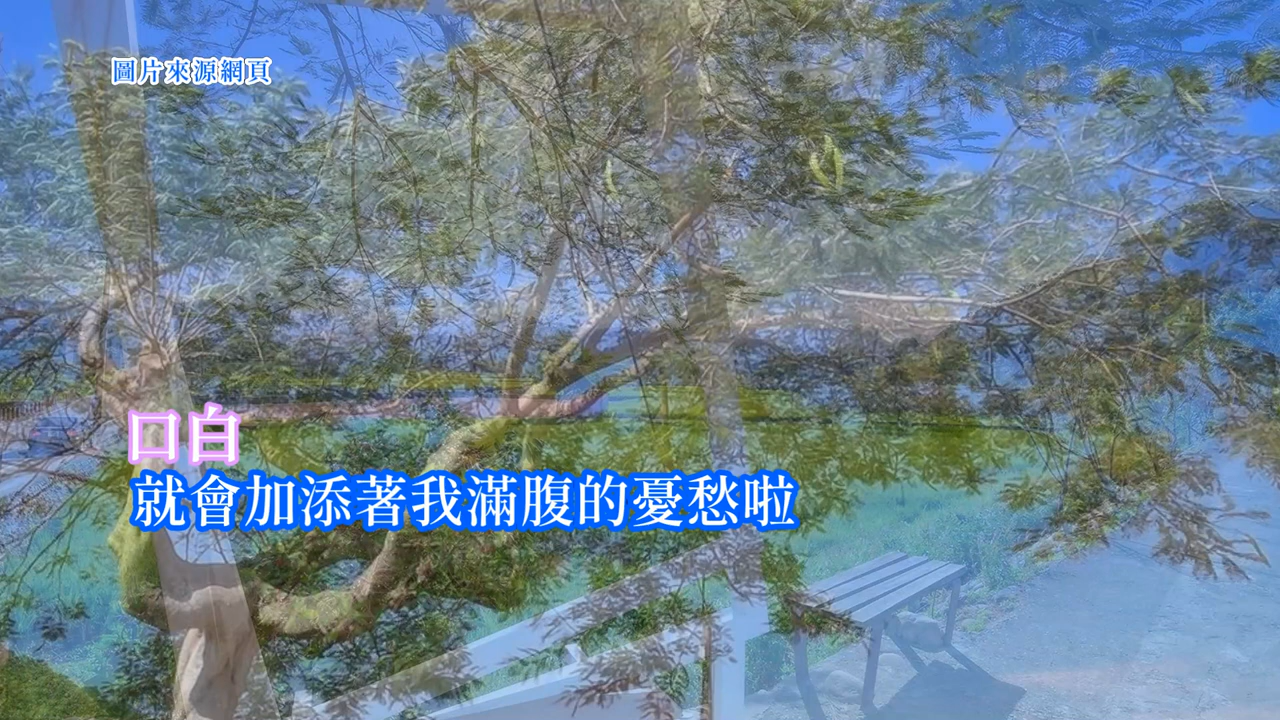 圖片來源網頁
口白
就會加添著我滿腹的憂愁啦